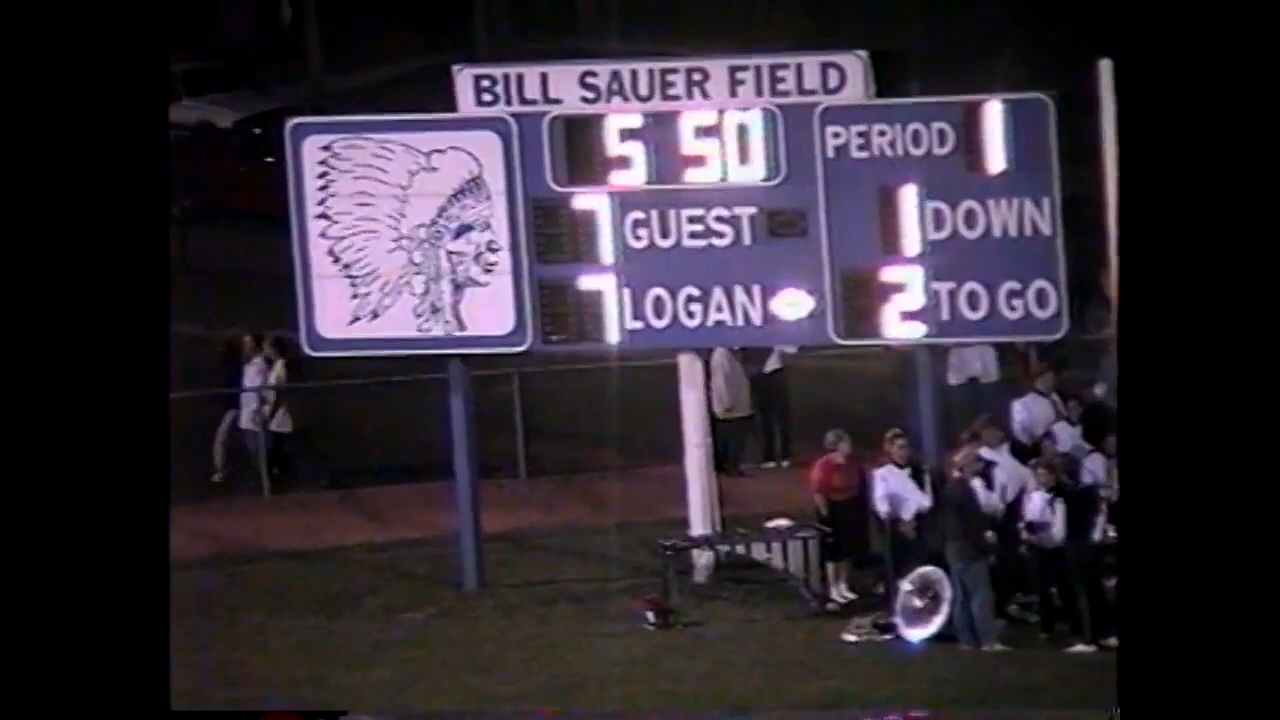 BILL SAUER FIELD
5 50
PERIOD 1
7 GUEST
1 DOWN
7 LOGAN
2 TO GO